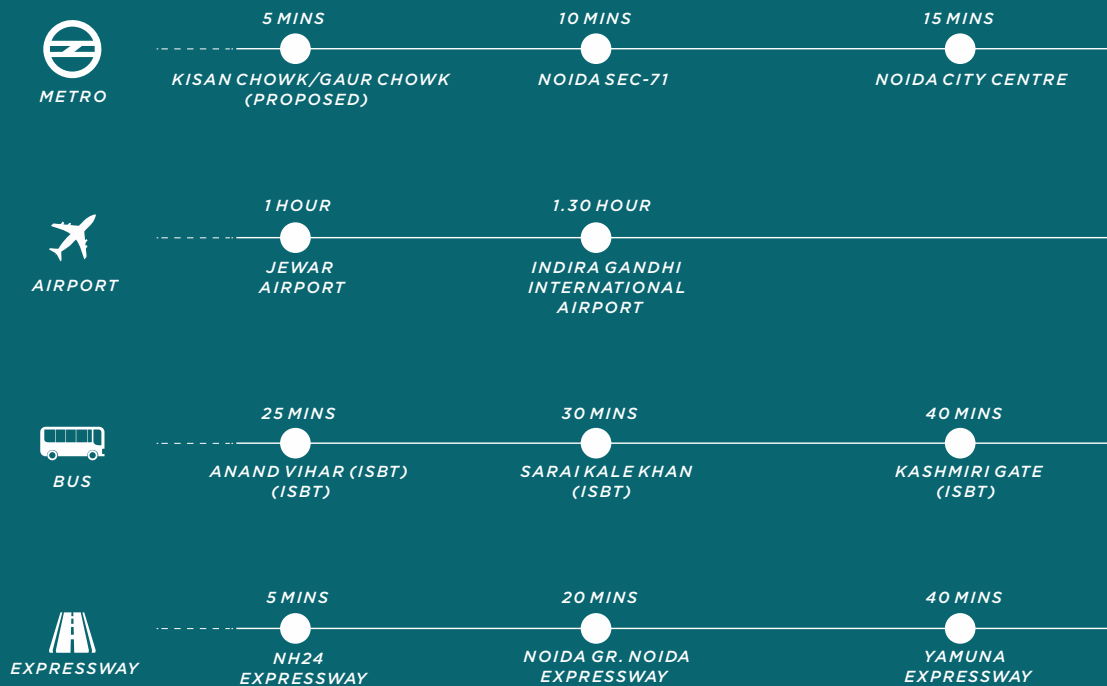 5 MINS 10 MINS 15 MINS
METRO
KISAN CHOWK/GAUR CHOWK
(PROPOSED)
NOIDA SEC-71
NOIDA CITY CENTRE
1 HOUR 1.30 HOUR
AIRPORT
JEWAR
AIRPORT
INDIRA GANDHI
INTERNATIONAL
AIRPORT
25 MINS 30 MINS 40 MINS
BUS
ANAND VIHAR (ISBT)
(ISBT)
SARAI KALE KHAN
(ISBT)
KASHMIRI GATE
(ISBT)
5 MINS 20 MINS 40 MINS
EXPRESSWAY
NH24
EXPRESSWAY
NOIDA GR. NOIDA
EXPRESSWAY
YAMUNA
EXPRESSWAY